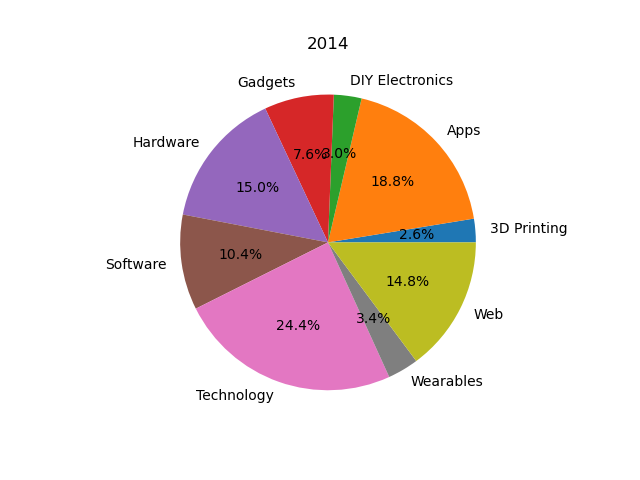 2014
DIY Electronics
Gadgets
Apps
Hardware
7.6%
3.0%
18.8%
15.0%
3D Printing
2.6%
10.4%
Software
14.8%
Web
3.4%
24.4%
Wearables
Technology